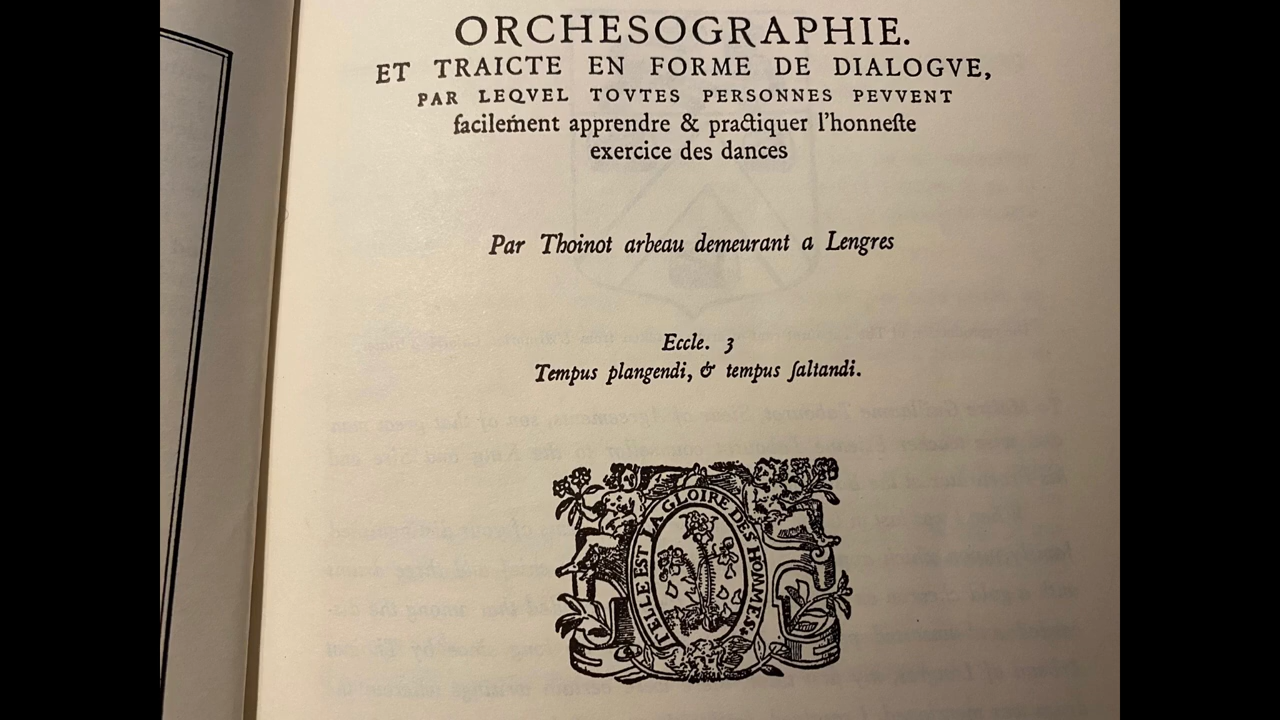 ORCHESOGRAPHIE.
ET TRAICTE EN FORME DE DIALOGVE,
PAR LEQVEL TOVTES PERSONNES PEVVENT
facilement apprendre & practiquer l'honneſte
exercice des dances
Par Thoinot arbeau demeurant a Lengres
Eccle. 3
Tempus plangendi, & tempus ſaltandi.
TELLE EST LA GLOIRE DES HOMMES